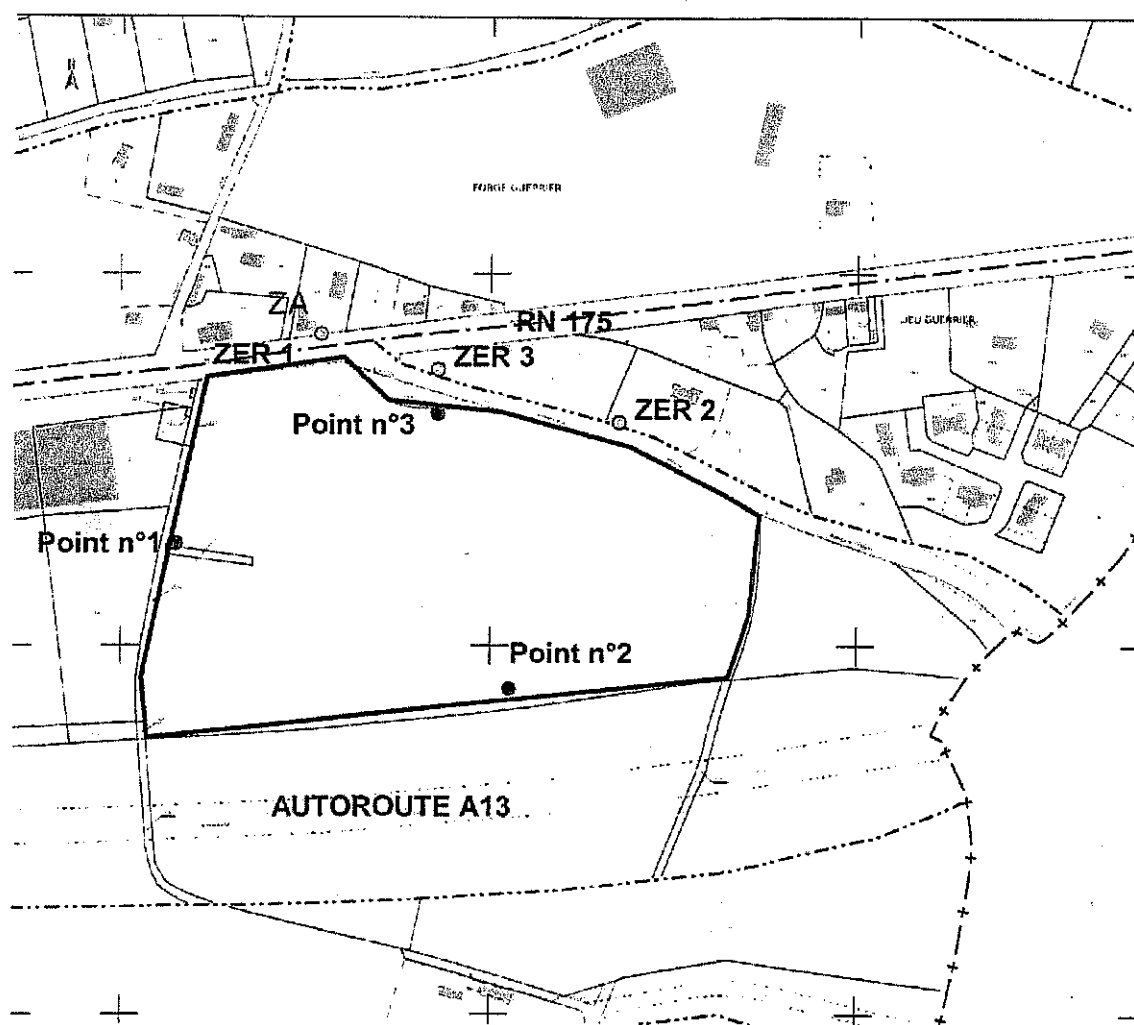 N
FORGE GUERRIER
ZA
RN 175
JEU GUERRIER
ZER 1
ZER 3
Point n°3
ZER 2
Point n°1
Point n°2
AUTOROUTE A13